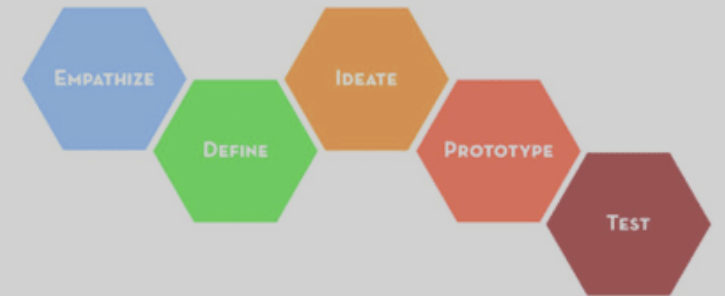 EMPATHIZE
DEFINE
IDEATE
PROTOTYPE
TEST